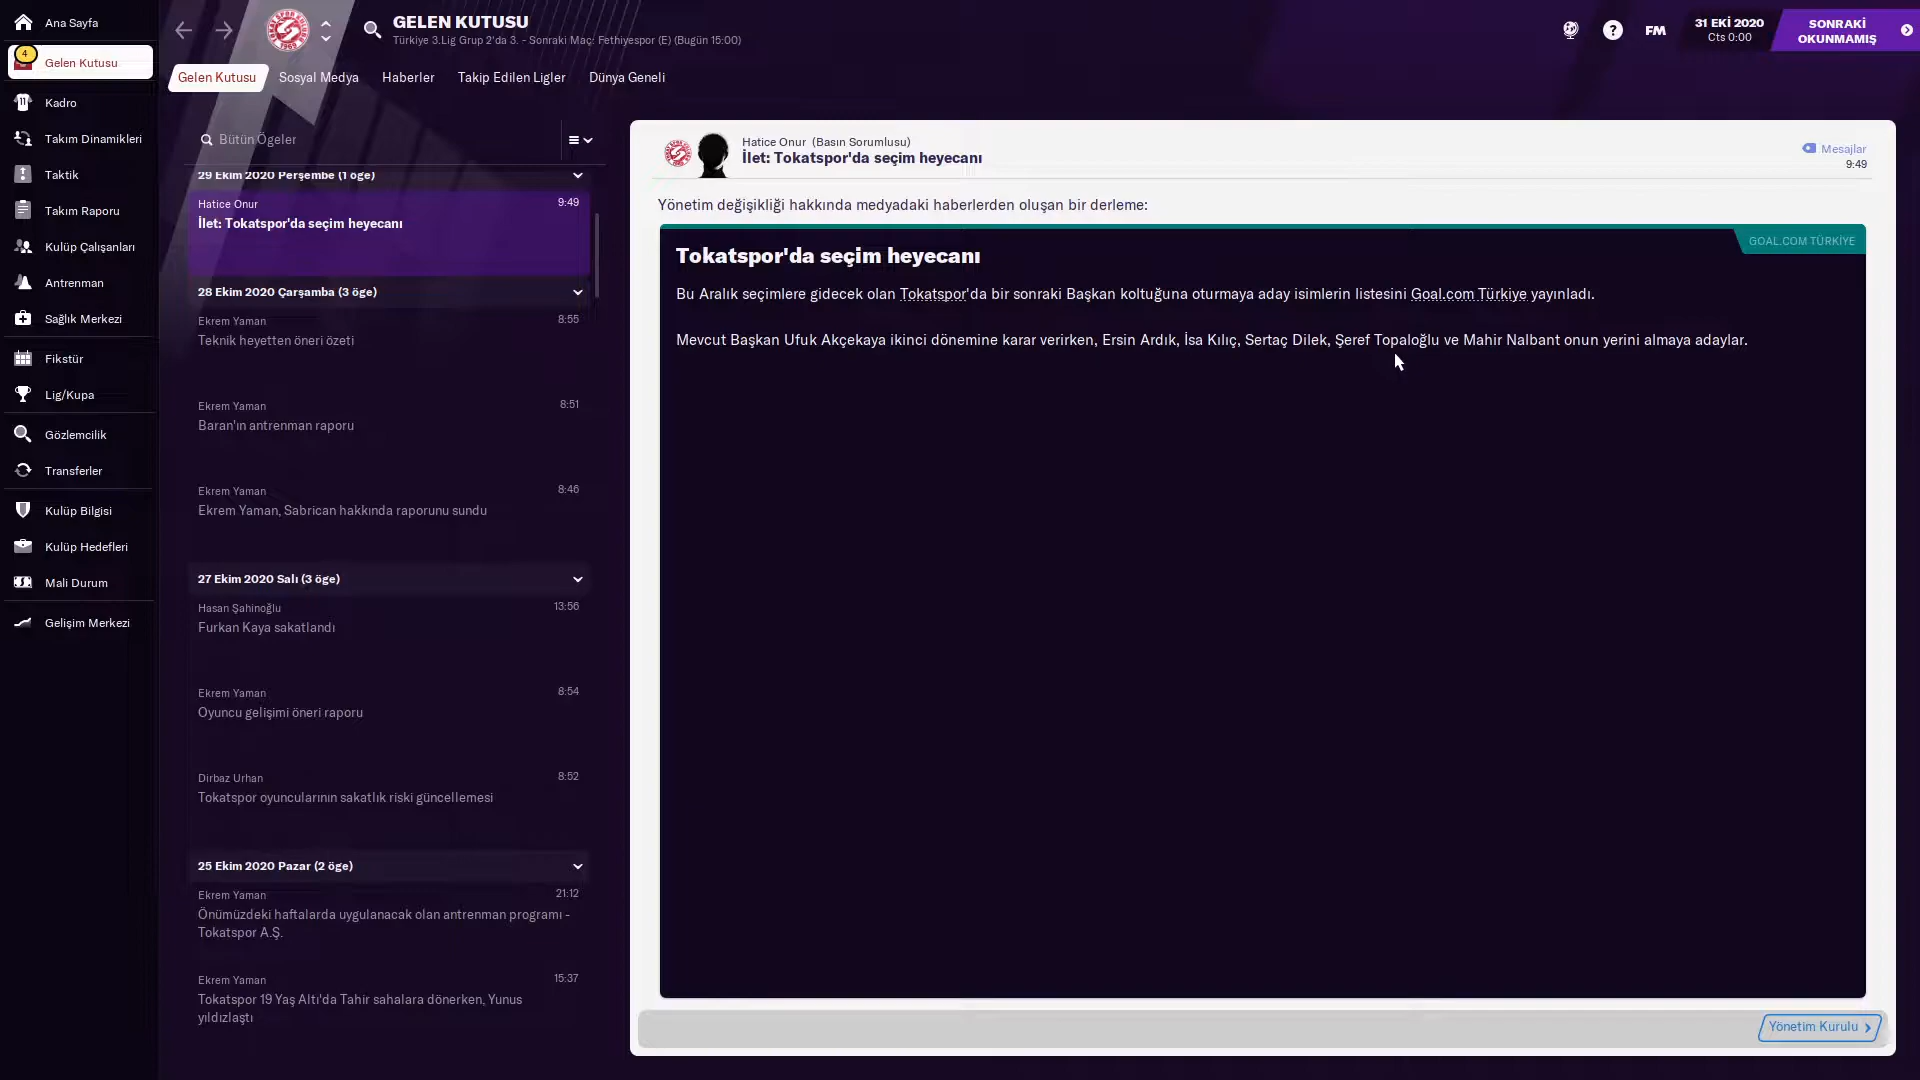 Ana Sayfa
4
Gelen Kutusu
Kadro
Takım Dinamikleri
Taktik
Takım Raporu
Kulüp Çalışanları
Antrenman
Sağlık Merkezi
Fikstür
Lig/Kupa
Gözlemcilik
Transferler
Kulüp Bilgisi
Kulüp Hedefleri
Mali Durum
Gelişim Merkezi
GELEN KUTUSU
Türkiye 3.Lig Grup 2'da 3. - Sonraki Maç: Fethiyespor (E) (Bugün 15:00)
FM
31 EKİ 2020
Cts 0:00
SONRAKİ
OKUNMAMIŞ
Gelen Kutusu
Sosyal Medya
Haberler
Takip Edilen Ligler
Dünya Geneli
Bütün Ögeler
29 Ekim 2020 Perşembe (1 öge)
Hatice Onur 9:49
İlet: Tokatspor'da seçim heyecanı
28 Ekim 2020 Çarşamba (3 öge)
Ekrem Yaman 8:55
Teknik heyetten öneri özeti
Ekrem Yaman 8:51
Baran'ın antrenman raporu
Ekrem Yaman 8:46
Ekrem Yaman, Sabrican hakkında raporunu sundu
27 Ekim 2020 Salı (3 öge)
Hasan Şahinoğlu 13:56
Furkan Kaya sakatlandı
Ekrem Yaman 8:54
Oyuncu gelişimi öneri raporu
Dirbaz Urhan 8:52
Tokatspor oyuncularının sakatlık riski güncellemesi
25 Ekim 2020 Pazar (2 öge)
Ekrem Yaman 21:12
Önümüzdeki haftalarda uygulanacak olan antrenman programı -
Tokatspor A.Ş.
Ekrem Yaman 15:37
Tokatspor 19 Yaş Altı'da Tahir sahalara dönerken, Yunus
yıldızlaştı
Hatice Onur (Basın Sorumlusu)
İlet: Tokatspor'da seçim heyecanı
Mesajlar
9:49
Yönetim değişikliği hakkında medyadaki haberlerden oluşan bir derleme:
GOAL.COM TÜRKİYE
Tokatspor'da seçim heyecanı
Bu Aralık seçimlere gidecek olan Tokatspor'da bir sonraki Başkan koltuğuna oturmaya aday isimlerin listesini Goal.com Türkiye yayınladı.
Mevcut Başkan Ufuk Akçekaya ikinci dönemine karar verirken, Ersin Ardık, İsa Kılıç, Sertaç Dilek, Şeref Topaloğlu ve Mahir Nalbant onun yerini almaya adaylar.
Yönetim Kurulu